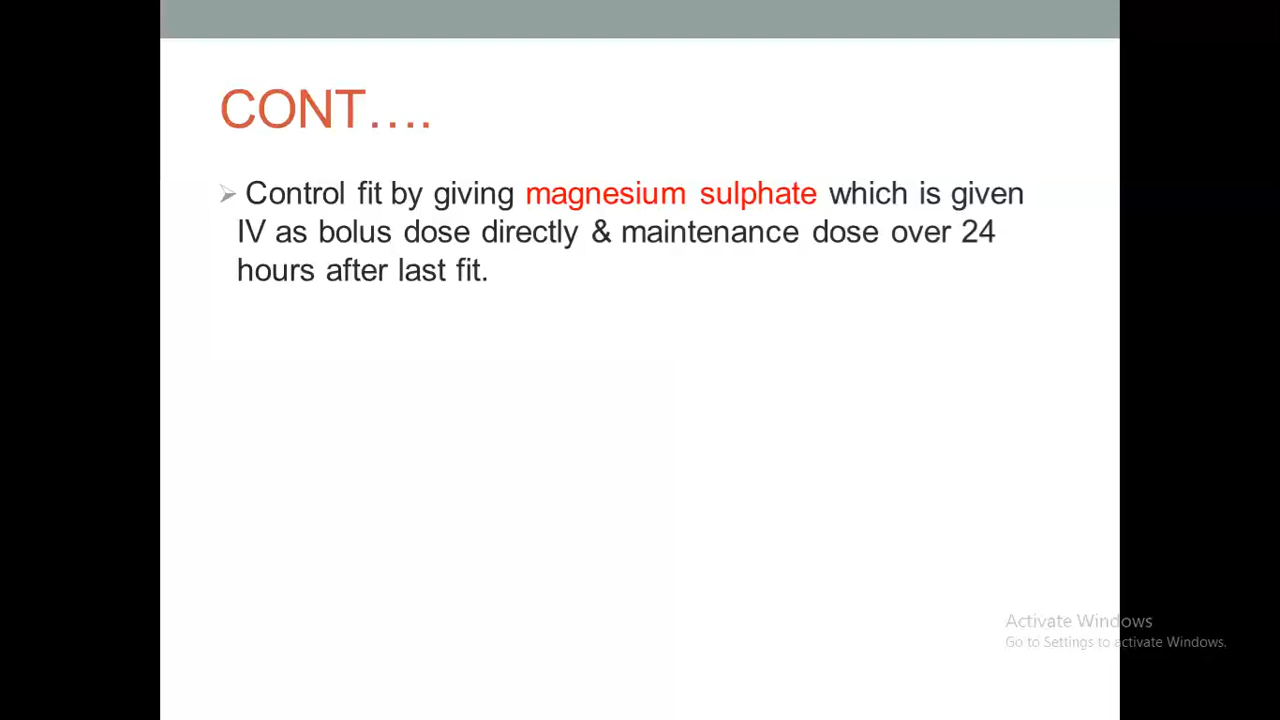 CONT….
Control fit by giving magnesium sulphate which is given
IV as bolus dose directly & maintenance dose over 24
hours after last fit.
Activate Windows
Go to Settings to activate Windows.